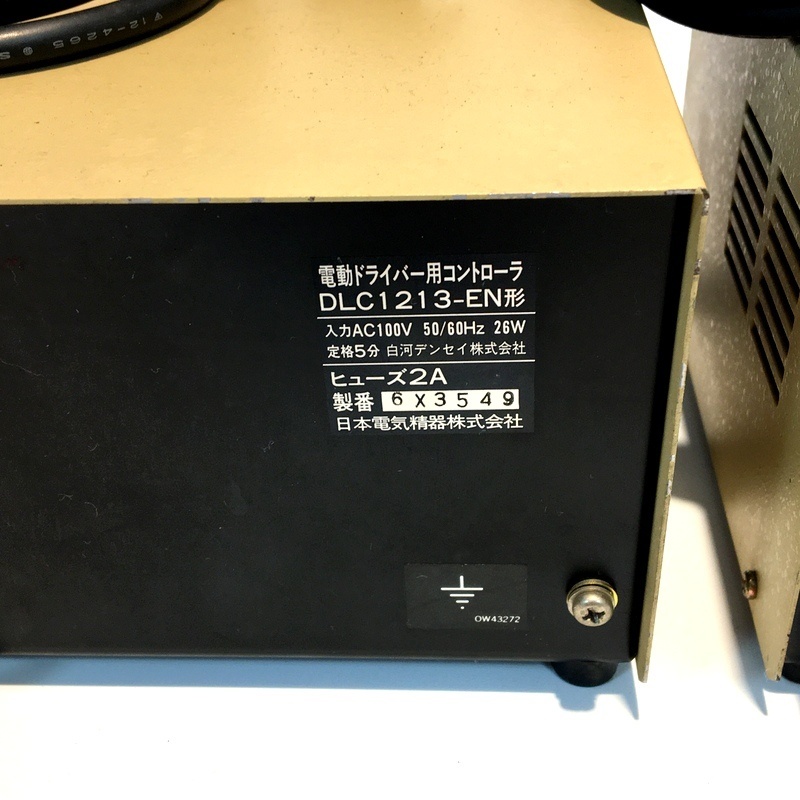 12-4265
電動ドライバー用コントローラ
DLC1213-EN形
入力AC100V 50/60Hz 26W
定格5分 白河デンセイ株式会社
ヒューズ2A
製番 6X3549
日本電気精器株式会社
OW43272